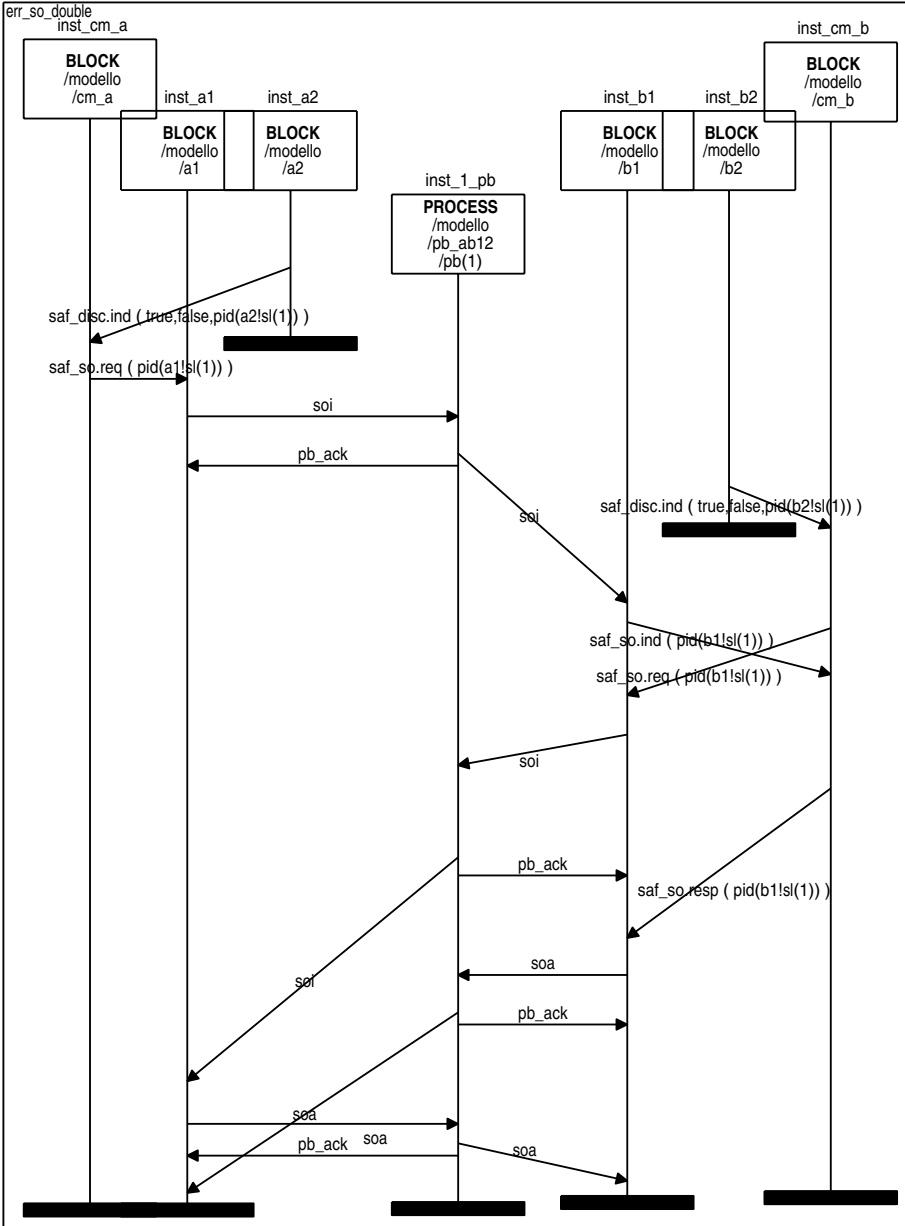 err_so_double
inst_cm_a
BLOCK
/modello
/cm_a
inst_cm_b
BLOCK
/modello
/cm_b
inst_a1
BLOCK
/modello
/a1
inst_a2
BLOCK
/modello
/a2
inst_b1
BLOCK
/modello
/b1
inst_b2
BLOCK
/modello
/b2
inst_1_pb
PROCESS
/modello
/pb_ab12
/pb(1)
saf_disc.ind ( true,false,pid(a2!sl(1)) )
saf_so.req ( pid(a1!sl(1)) )
soi
pb_ack
saf_disc.ind ( true,false,pid(b2!sl(1)) )
soi
saf_so.ind ( pid(b1!sl(1)) )
saf_so.req ( pid(b1!sl(1)) )
soi
pb_ack
saf_so.resp ( pid(b1!sl(1)) )
soa
soi
pb_ack
soa
soa
pb_ack
soa